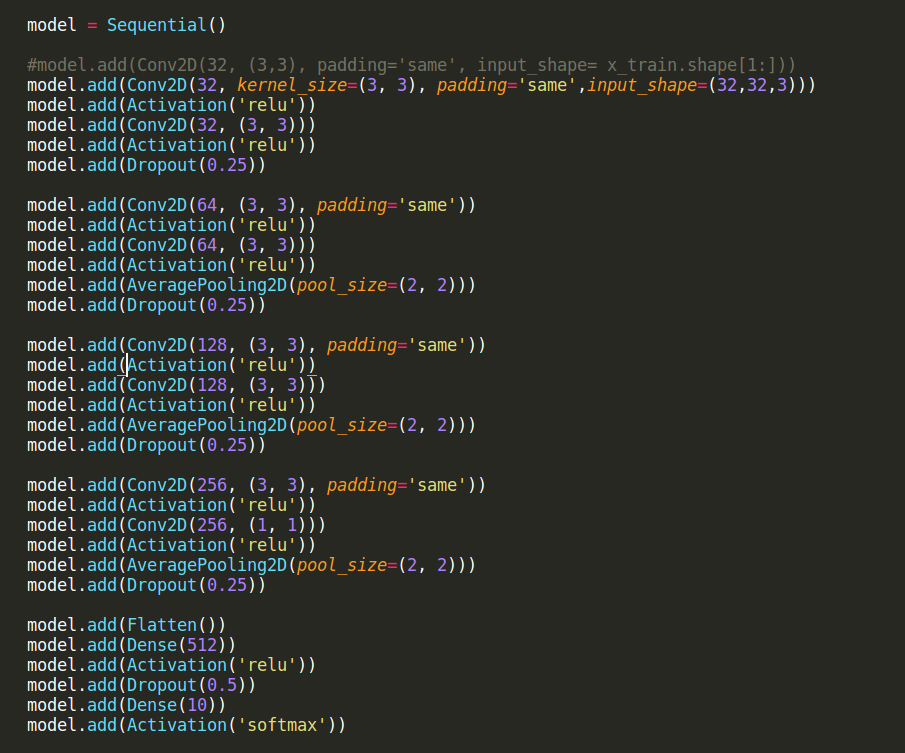 model = Sequential()
#model.add(Conv2D(32, (3,3), padding='same', input_shape= x_train.shape[1:]))
model.add(Conv2D(32, kernel_size=(3, 3), padding='same',input_shape=(32,32,3)))
model.add(Activation('relu'))
model.add(Conv2D(32, (3, 3)))
model.add(Activation('relu'))
model.add(Dropout(0.25))
model.add(Conv2D(64, (3, 3), padding='same'))
model.add(Activation('relu'))
model.add(Conv2D(64, (3, 3)))
model.add(Activation('relu'))
model.add(AveragePooling2D(pool_size=(2, 2)))
model.add(Dropout(0.25))
model.add(Conv2D(128, (3, 3), padding='same'))
model.add(Activation('relu'))
model.add(Conv2D(128, (3, 3)))
model.add(Activation('relu'))
model.add(AveragePooling2D(pool_size=(2, 2)))
model.add(Dropout(0.25))
model.add(Conv2D(256, (3, 3), padding='same'))
model.add(Activation('relu'))
model.add(Conv2D(256, (1, 1)))
model.add(Activation('relu'))
model.add(AveragePooling2D(pool_size=(2, 2)))
model.add(Dropout(0.25))
model.add(Flatten())
model.add(Dense(512))
model.add(Activation('relu'))
model.add(Dropout(0.5))
model.add(Dense(10))
model.add(Activation('softmax'))